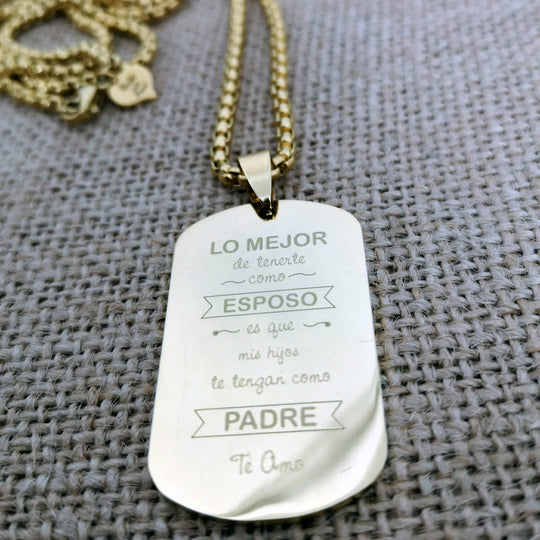 LO MEJOR
de tenerte
como
ESPOSO
es que
mis hijos
te tengan como
PADRE
Te Amo